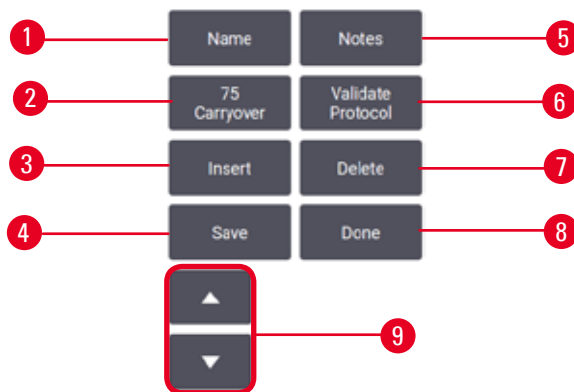 1 Name Notes 5
2 75 Carryover Validate Protocol 6
3 Insert Delete 7
4 Save Done 8
9